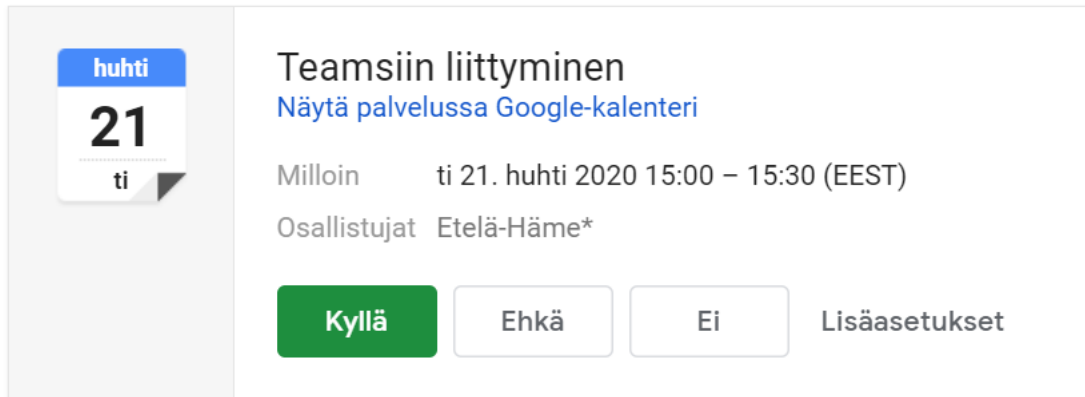 huhti
21
ti
Teamsiin liittyminen
Näytä palvelussa Google-kalenteri
Milloin ti 21. huhti 2020 15:00 – 15:30 (EEST)
Osallistujat Etelä-Häme*
Kyllä Ehkä Ei Lisäasetukset